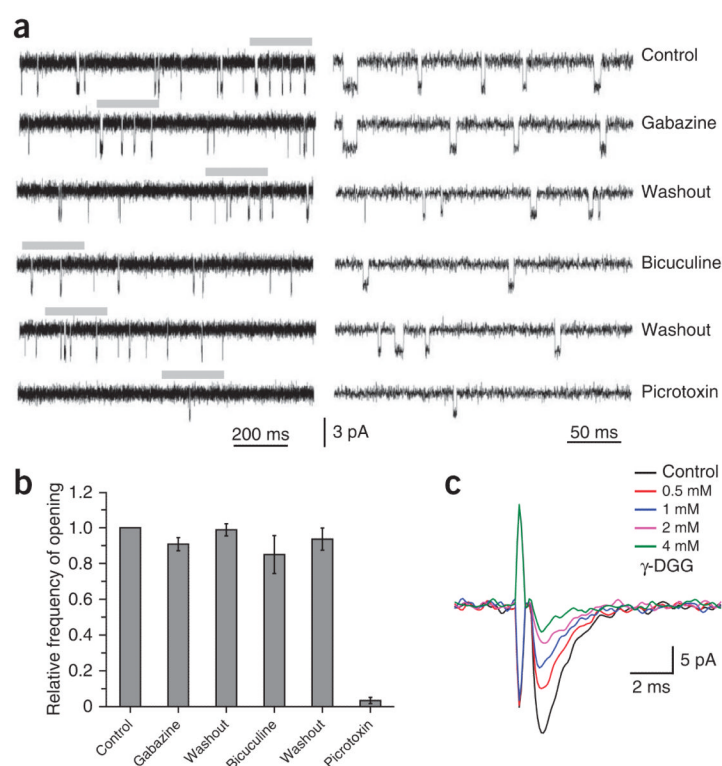 a
Control
Gabazine
Washout
Bicuculine
Washout
Picrotoxin
200 ms
3 pA
50 ms
b
Relative frequency of opening
1.2
1.0
0.8
0.6
0.4
0.2
0
Control
Gabazine
Washout
Bicuculine
Washout
Picrotoxin
c
Control
0.5 mM
1 mM
2 mM
4 mM
γ-DGG
5 pA
2 ms